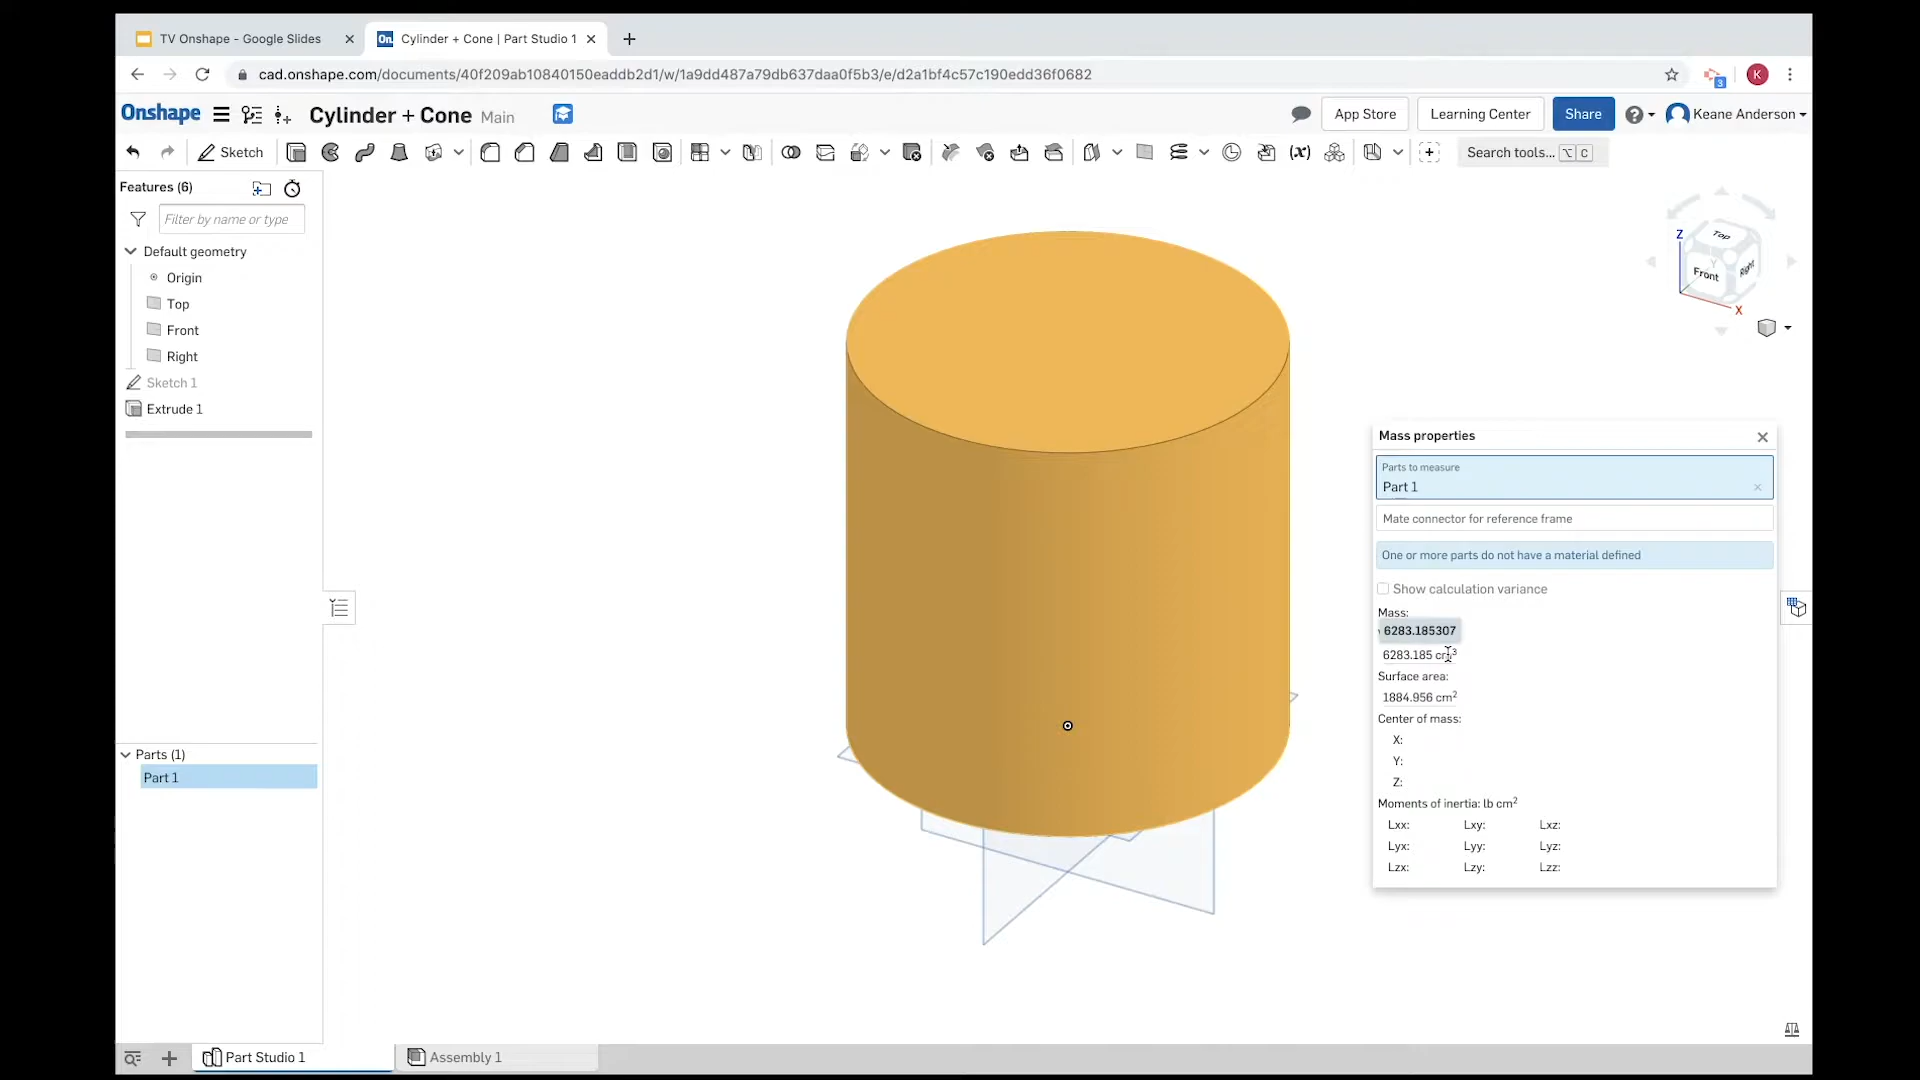 TV Onshape - Google Slides
On Cylinder + Cone | Part Studio 1
cad.onshape.com/documents/40f209ab10840150eaddb2d1/w/1a9dd487a79db637daa0f5b3/e/d2a1bf4c57c190edd36f0682
3
K
Onshape
Cylinder + Cone Main
App Store
Learning Center
Share
Keane Anderson
Sketch
(x)
Search tools... ⌥ C
Features (6)
Filter by name or type
Default geometry
Origin
Top
Front
Right
Sketch 1
Extrude 1
Z
Top
Y
Front
Right
X
Mass properties
Parts to measure
Part 1
Mate connector for reference frame
One or more parts do not have a material defined
Show calculation variance
Mass:
6283.185307
6283.185 cm³
Surface area:
1884.956 cm²
Center of mass:
X:
Y:
Z:
Moments of inertia: lb cm²
Lxx: Lxy: Lxz:
Lyx: Lyy: Lyz:
Lzx: Lzy: Lzz:
Parts (1)
Part 1
Part Studio 1
Assembly 1